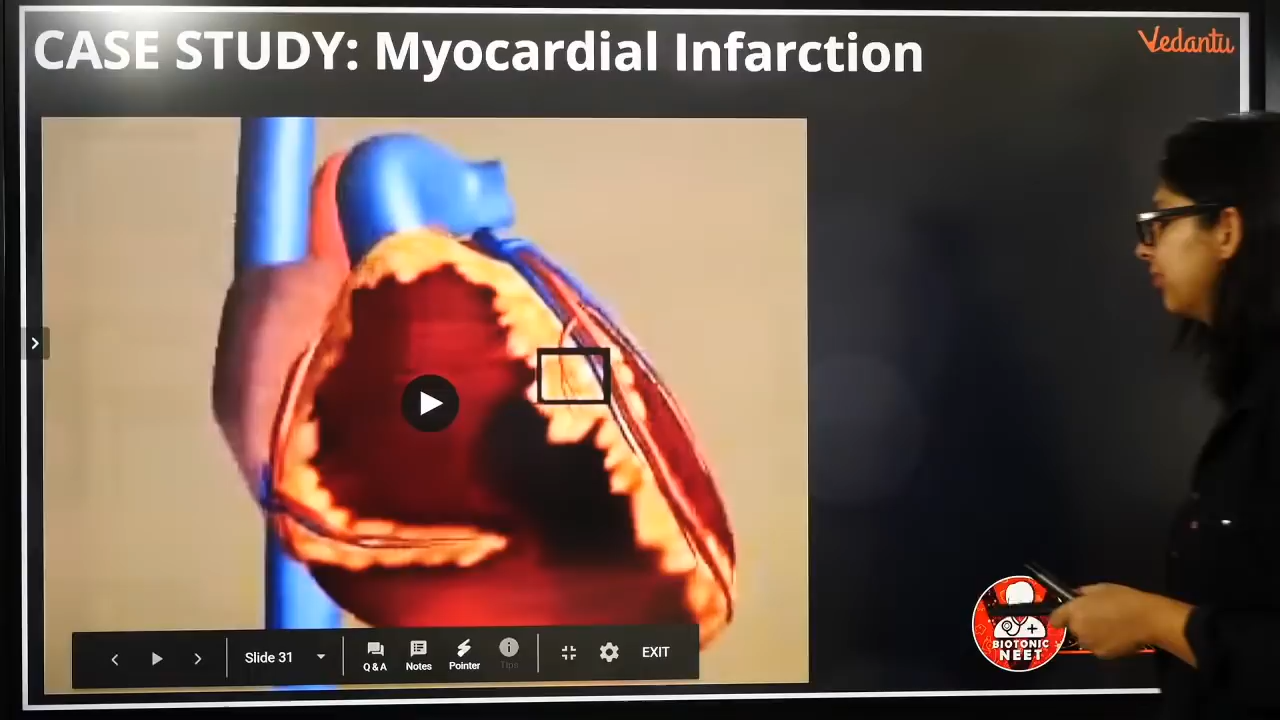 CASE STUDY: Myocardial Infarction
Vedantu
Slide 31
Q & A
Notes
Pointer
Tips
EXIT
BIOTONIC
NEET